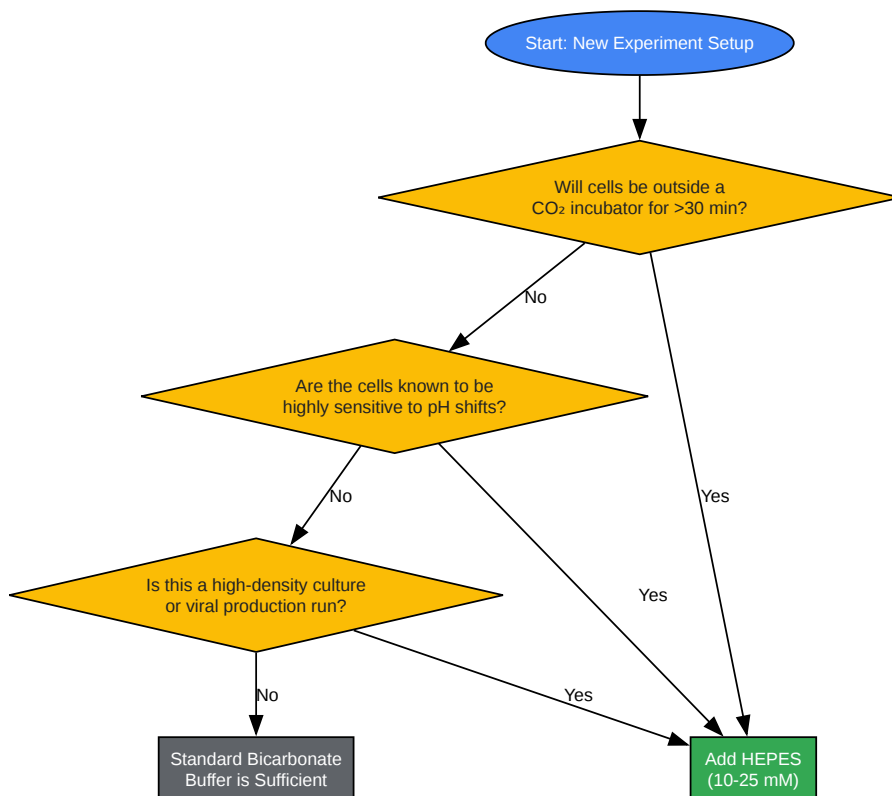 Start: New Experiment Setup
Will cells be outside a
CO₂ incubator for >30 min?
No
Are the cells known to be
highly sensitive to pH shifts?
No
Yes
Is this a high-density culture
or viral production run?
Yes
No
Yes
Standard Bicarbonate
Buffer is Sufficient
Add HEPES
(10-25 mM)